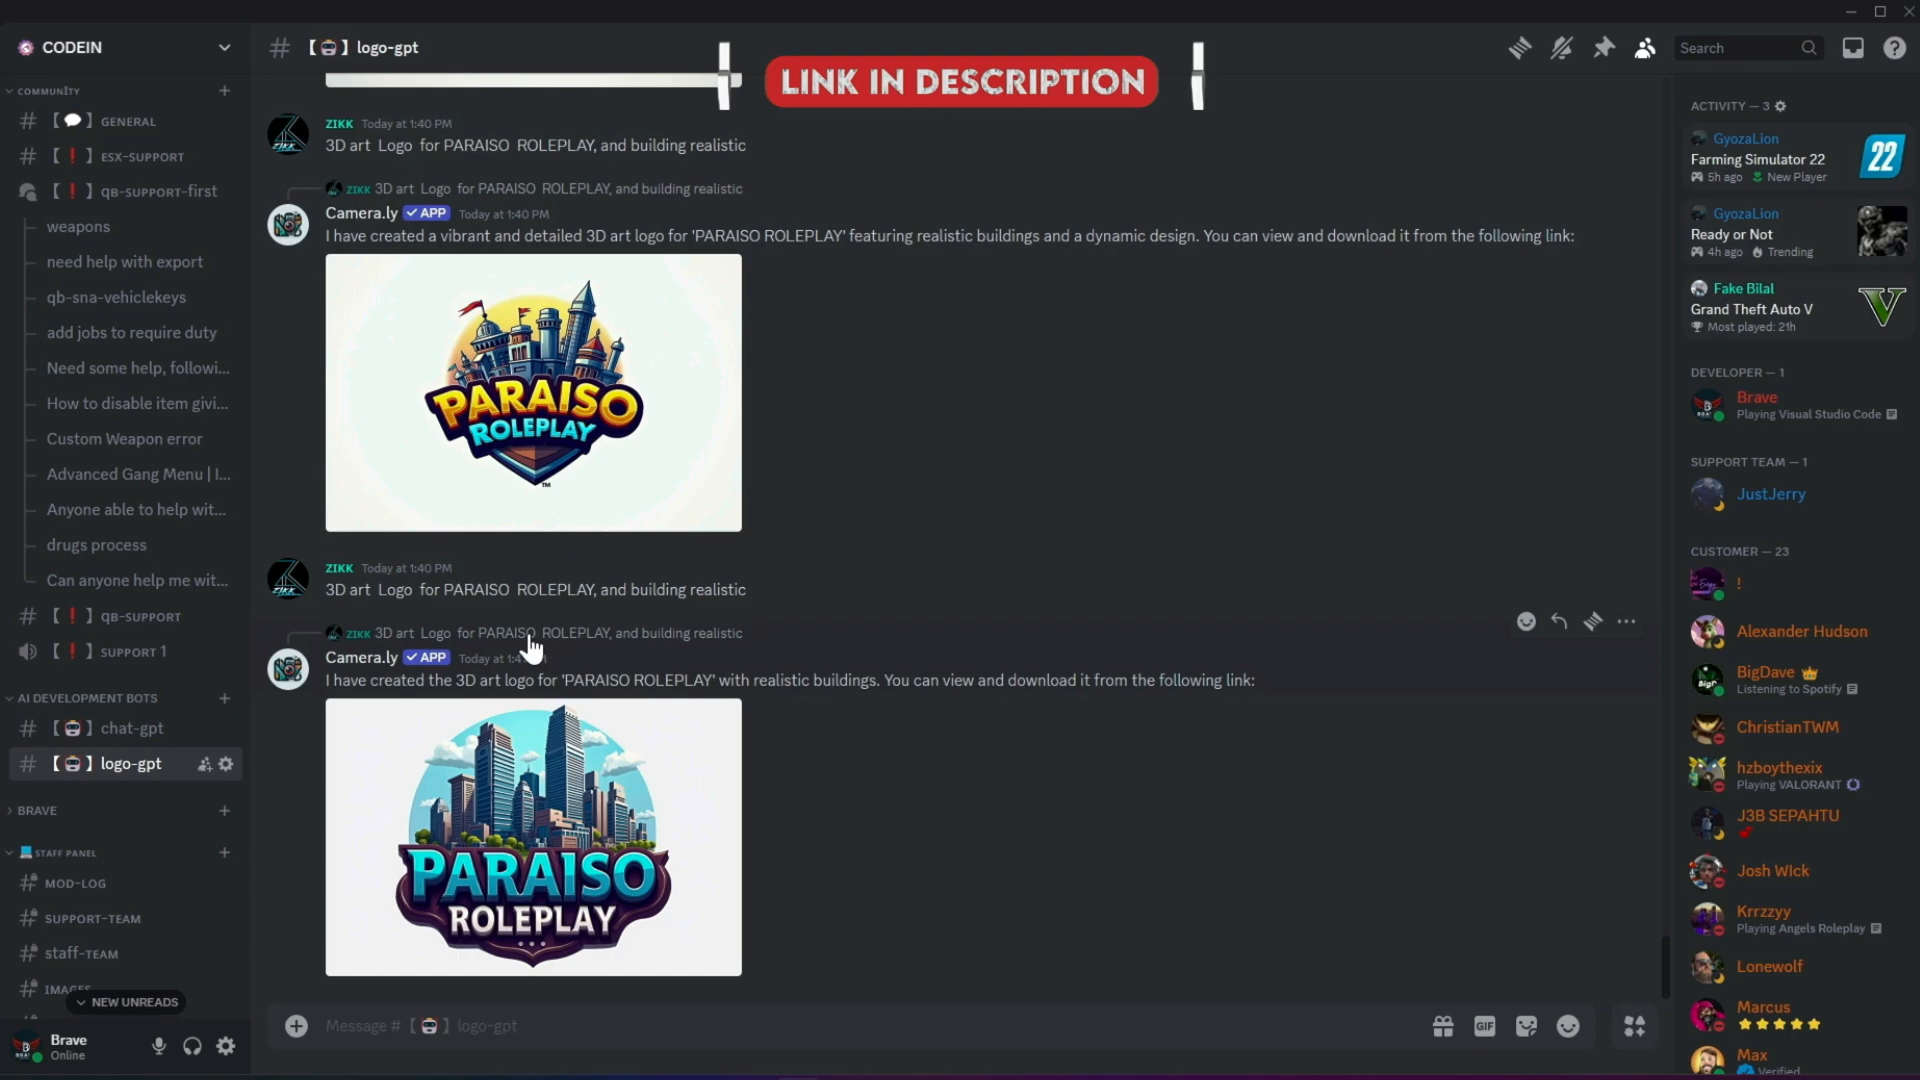 CODEIN
COMMUNITY
【💬】GENERAL
【❗】ESX-SUPPORT
【❗】QB-SUPPORT-first
weapons
need help with export
qb-sna-vehiclekeys
add jobs to require duty
Need some help, followi...
How to disable item givi...
Custom Weapon error
Advanced Gang Menu | I...
Anyone able to help wit...
drugs process
Can anyone help me wit...
【❗】QB-SUPPORT
【❗】SUPPORT 1
AI DEVELOPMENT BOTS
【🤖】chat-gpt
【🤖】logo-gpt
BRAVE
STAFF PANEL
MOD-LOG
SUPPORT-TEAM
staff-TEAM
NEW UNREADS
Brave
Online
# 【🤖】logo-gpt
LINK IN DESCRIPTION
Search
ZIKK Today at 1:40 PM
3D art Logo for PARAISO ROLEPLAY, and building realistic
ZIKK 3D art Logo for PARAISO ROLEPLAY, and building realistic
Camera.ly ✓ APP Today at 1:40 PM
I have created a vibrant and detailed 3D art logo for 'PARAISO ROLEPLAY' featuring realistic buildings and a dynamic design. You can view and download it from the following link:
PARAISO
ROLEPLAY
TM
ZIKK Today at 1:40 PM
3D art Logo for PARAISO ROLEPLAY, and building realistic
ZIKK 3D art Logo for PARAISO ROLEPLAY, and building realistic
Camera.ly ✓ APP Today at
I have created the 3D art logo for 'PARAISO ROLEPLAY' with realistic buildings. You can view and download it from the following link:
PARAISO
ROLEPLAY
Message # 【🤖】logo-gpt
GIF
ACTIVITY — 3
GyozaLion
Farming Simulator 22
5h ago New Player
22
GyozaLion
Ready or Not
4h ago Trending
Fake Bilal
Grand Theft Auto V
Most played: 21h
V
DEVELOPER — 1
Brave
Playing Visual Studio Code
SUPPORT TEAM — 1
JustJerry
CUSTOMER — 23
!
Alexander Hudson
BigDave
Listening to Spotify
ChristianTWM
hzboythexix
Playing VALORANT
J3B SEPAHTU
Josh WIck
Krrzzyy
Playing Angels Roleplay
Lonewolf
Marcus
Max
Verified